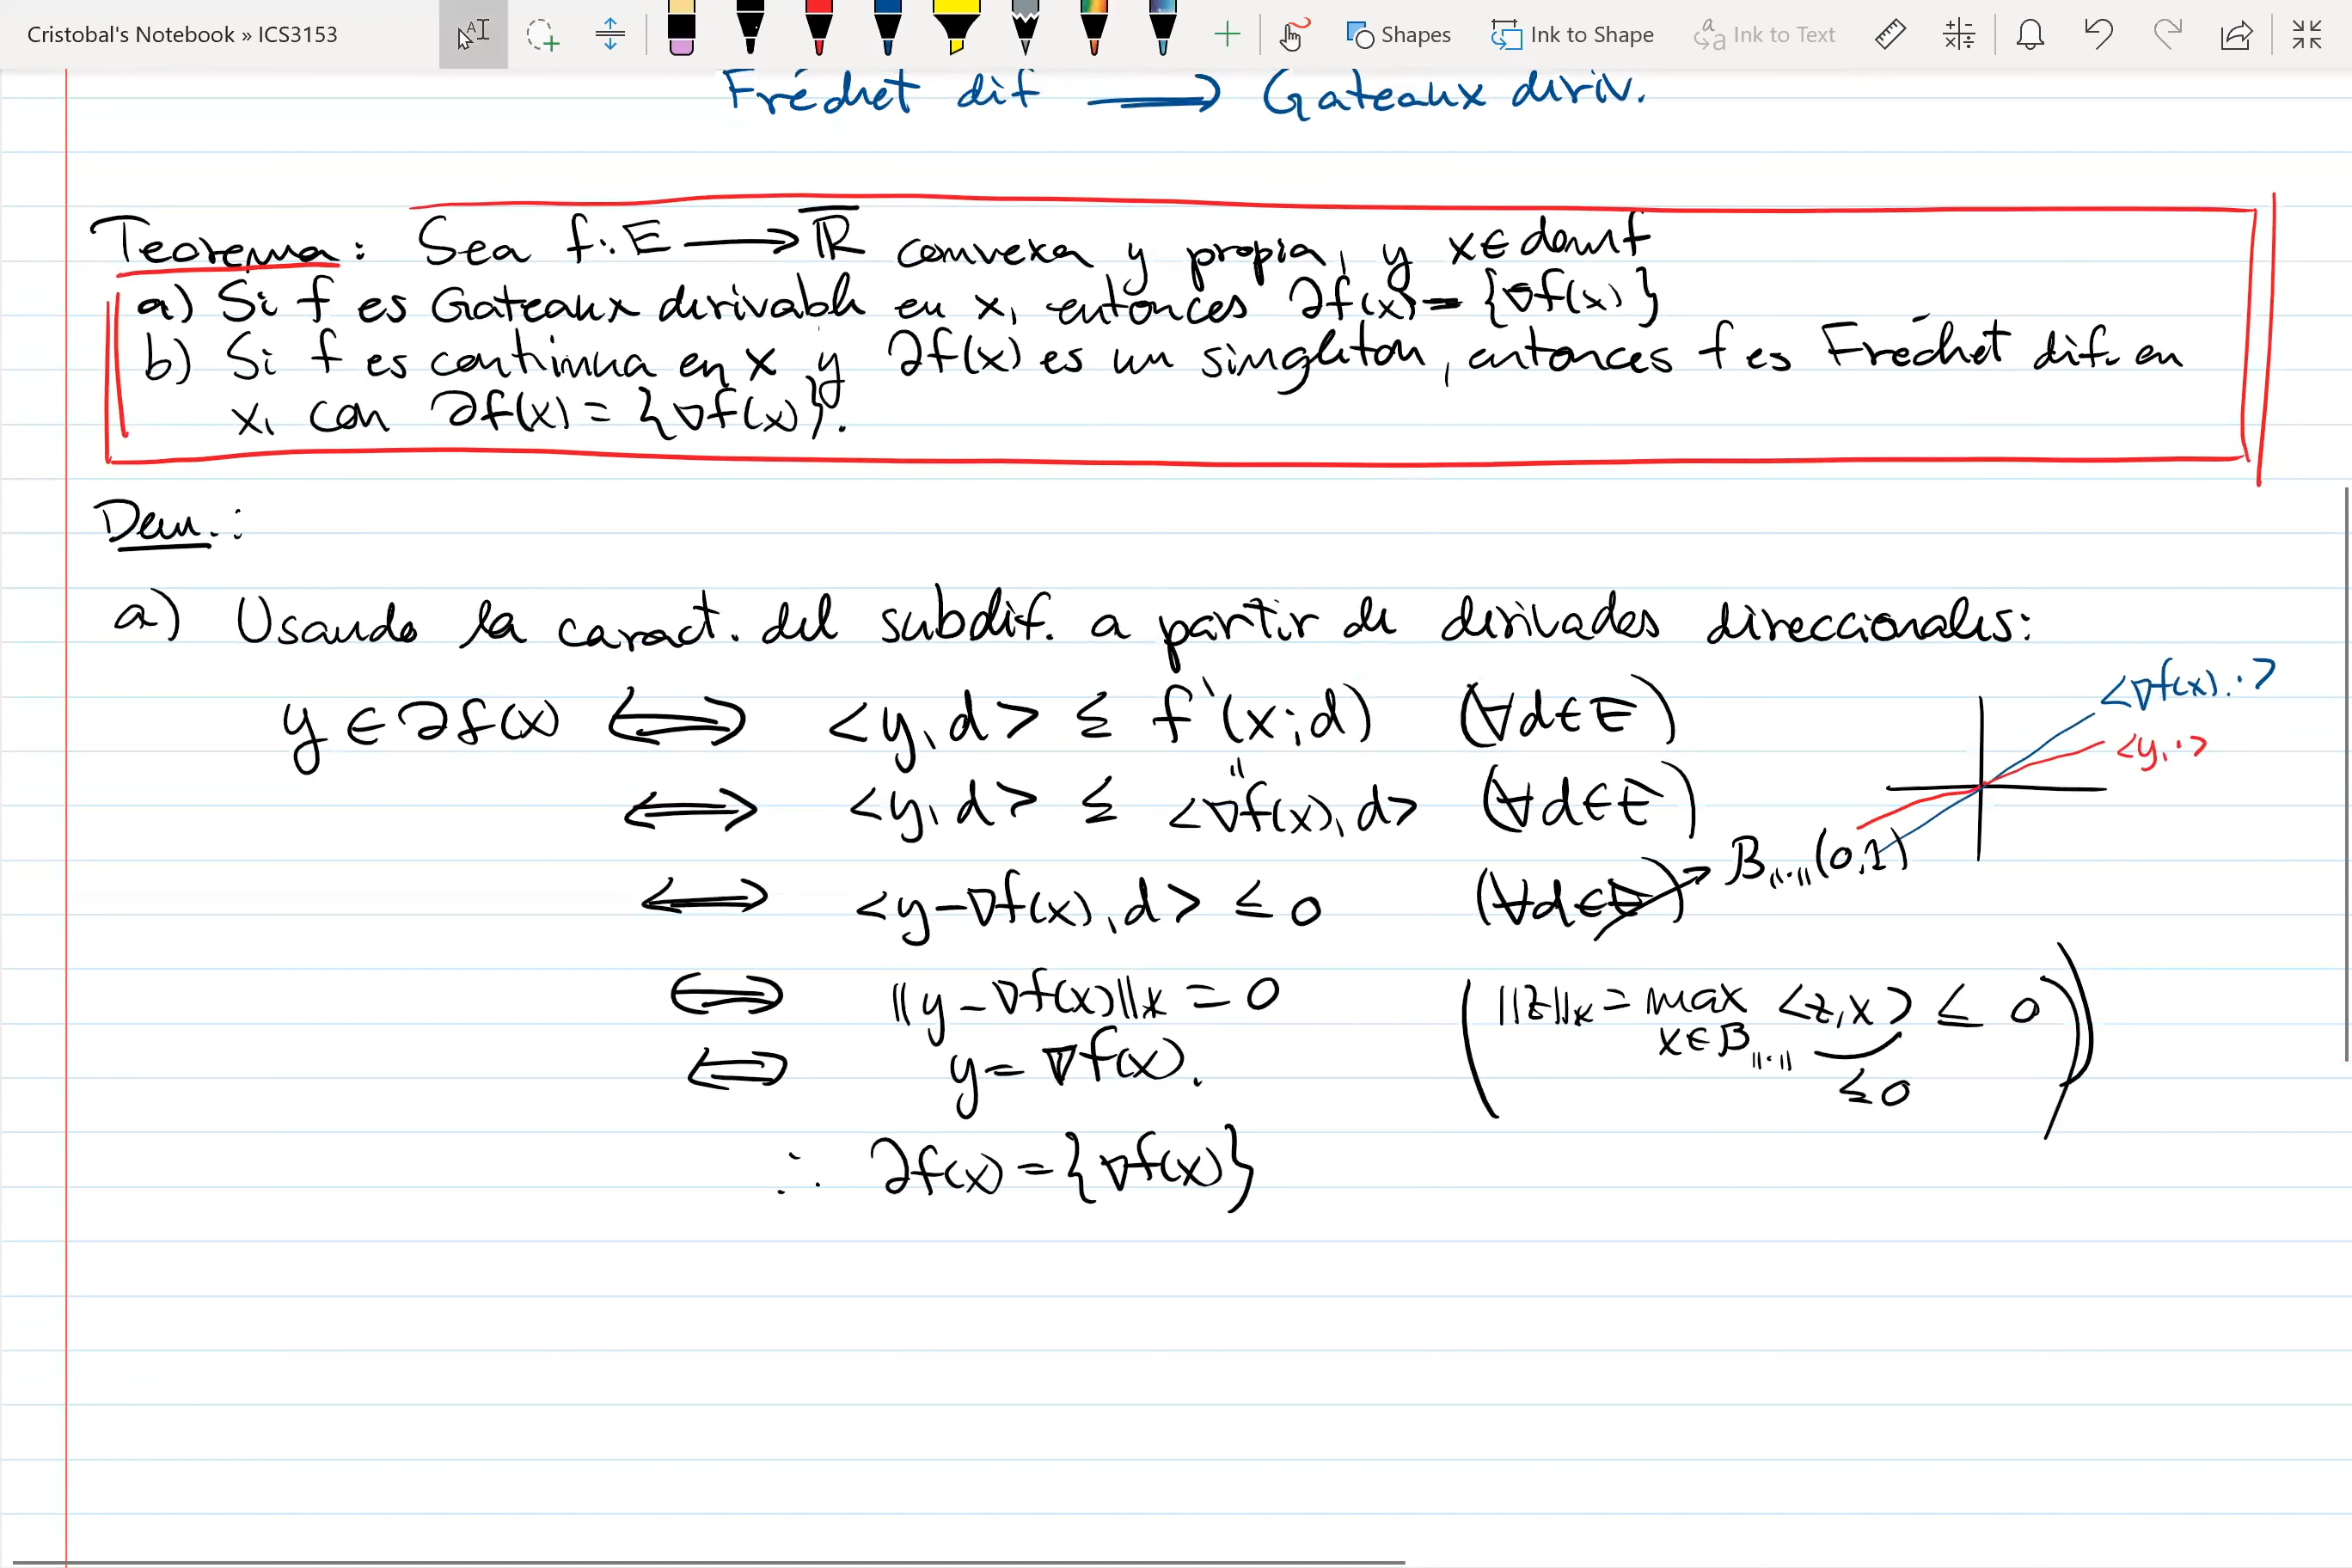 Cristobal's Notebook » ICS3153
Shapes
Ink to Shape
Ink to Text
Fréchet dif ⟶ Gateaux deriv.
Teorema: Sea f: E ⟶ ℝ̅ convexa y propia, y x∈domf
a) Si f es Gateaux derivable en x, entonces ∂f(x) = {∇f(x)}
b) Si f es continua en x y ∂f(x) es un singleton, entonces f es Fréchet dif. en
x, con ∂f(x) = {∇f(x)}.
Dem.:
a) Usando la caract. del subdif. a partir de derivadas direccionales:
y ∈ ∂f(x) ⟺ <y,d> ≤ f'(x;d) (∀d∈E)
"
⟺ <y,d> ≤ <∇f(x),d> (∀d∈E)
<∇f(x),·>
<y,·>
⟺ <y-∇f(x),d> ≤ 0 (∀d∈E) → B‖·‖(0,1)
⟺ ‖y-∇f(x)‖* = 0 (‖z‖* = max x∈B‖·‖ <z,x> ≤ 0)
≤0
⟺ y = ∇f(x).
∴ ∂f(x) = {∇f(x)}